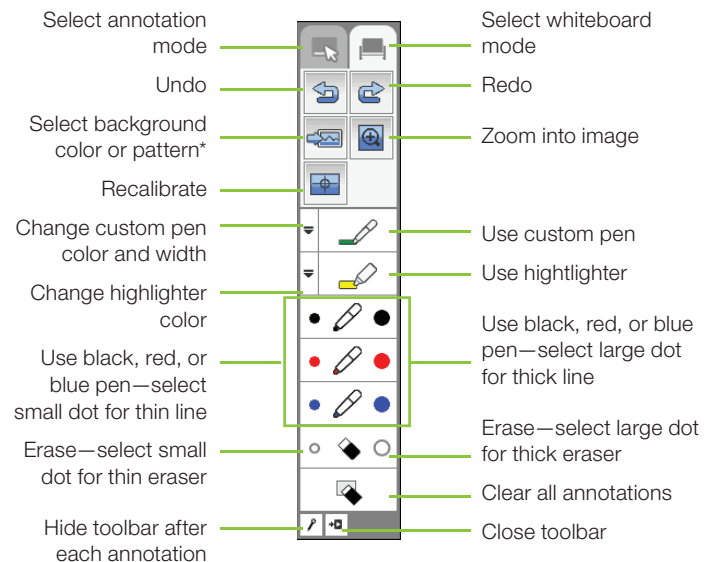 Select annotation
mode
Undo
Select background
color or pattern*
Recalibrate
Change custom pen
color and width
Change highlighter
color
Use black, red, or
blue pen—select
small dot for thin line
Erase—select small
dot for thin eraser
Hide toolbar after
each annotation
Select whiteboard
mode
Redo
Zoom into image
Use custom pen
Use hightlighter
Use black, red, or blue
pen—select large dot
for thick line
Erase—select large dot
for thick eraser
Clear all annotations
Close toolbar